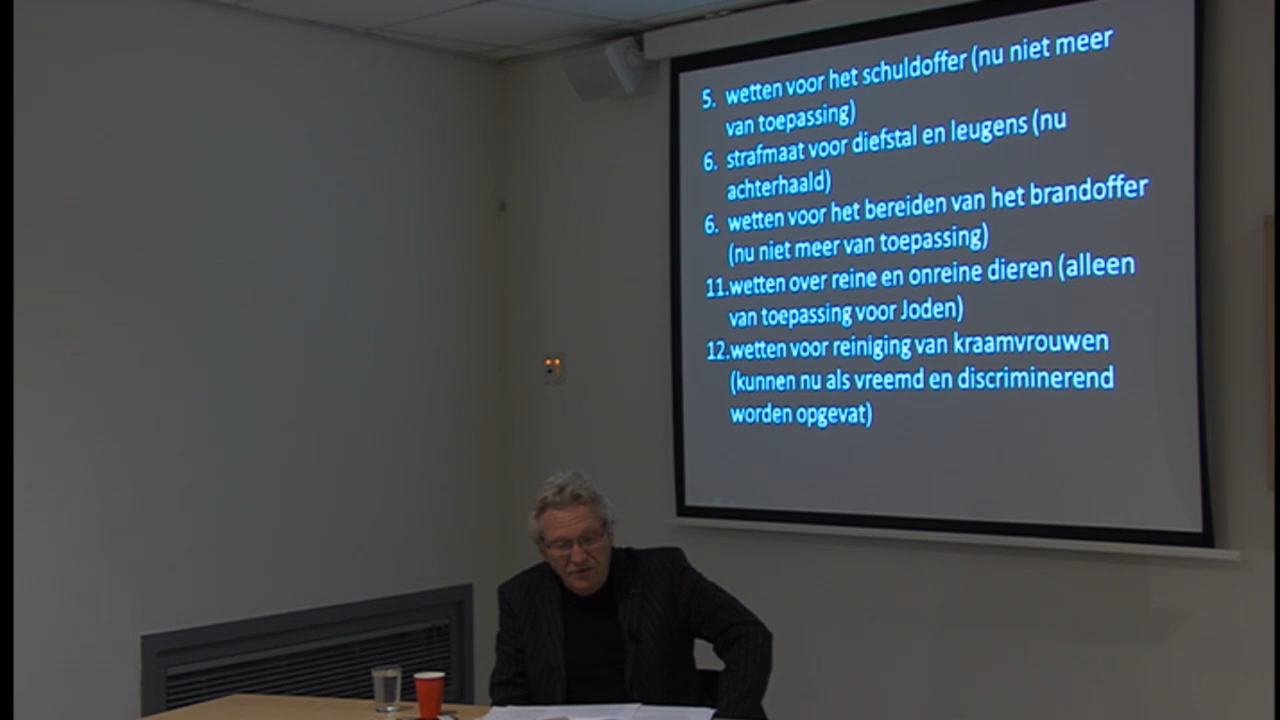 5. wetten voor het schuldoffer (nu niet meer
van toepassing)
6. strafmaat voor diefstal en leugens (nu
achterhaald)
6. wetten voor het bereiden van het brandoffer
(nu niet meer van toepassing)
11.wetten over reine en onreine dieren (alleen
van toepassing voor Joden)
12.wetten voor reiniging van kraamvrouwen
(kunnen nu als vreemd en discriminerend
worden opgevat)